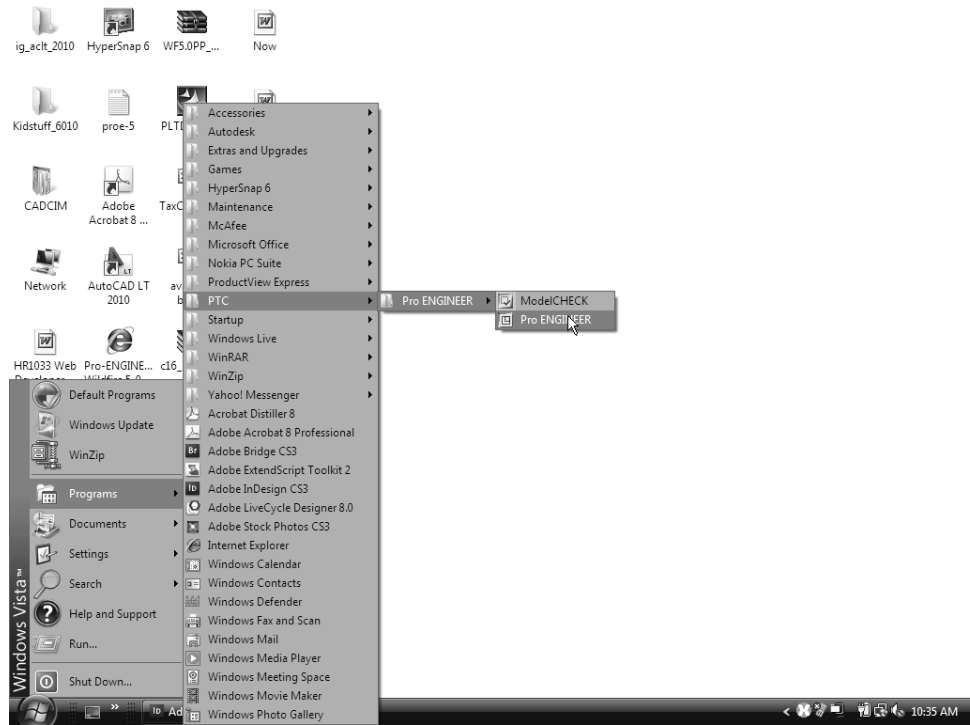 ig_aclt_2010
HyperSnap 6
WF5.0PP_...
Now
Kidstuff_6010
proe-5
CADCIM
Adobe
Acrobat 8 ...
Network
AutoCAD LT
2010
HR1033 Web
Pro-ENGINE...
c16_
Accessories
Autodesk
Extras and Upgrades
Games
HyperSnap 6
Maintenance
McAfee
Microsoft Office
Nokia PC Suite
ProductView Express
PTC
Startup
Windows Live
WinRAR
WinZip
Yahoo! Messenger
Acrobat Distiller 8
Adobe Acrobat 8 Professional
Adobe Bridge CS3
Adobe ExtendScript Toolkit 2
Adobe InDesign CS3
Adobe LiveCycle Designer 8.0
Adobe Stock Photos CS3
Internet Explorer
Windows Calendar
Windows Contacts
Windows Defender
Windows Fax and Scan
Windows Mail
Windows Media Player
Windows Meeting Space
Windows Movie Maker
Windows Photo Gallery
Pro ENGINEER
ModelCHECK
Pro ENGINEER
Default Programs
Windows Update
WinZip
Programs
Documents
Settings
Search
Help and Support
Run...
Shut Down...
Windows Vista™
10:35 AM